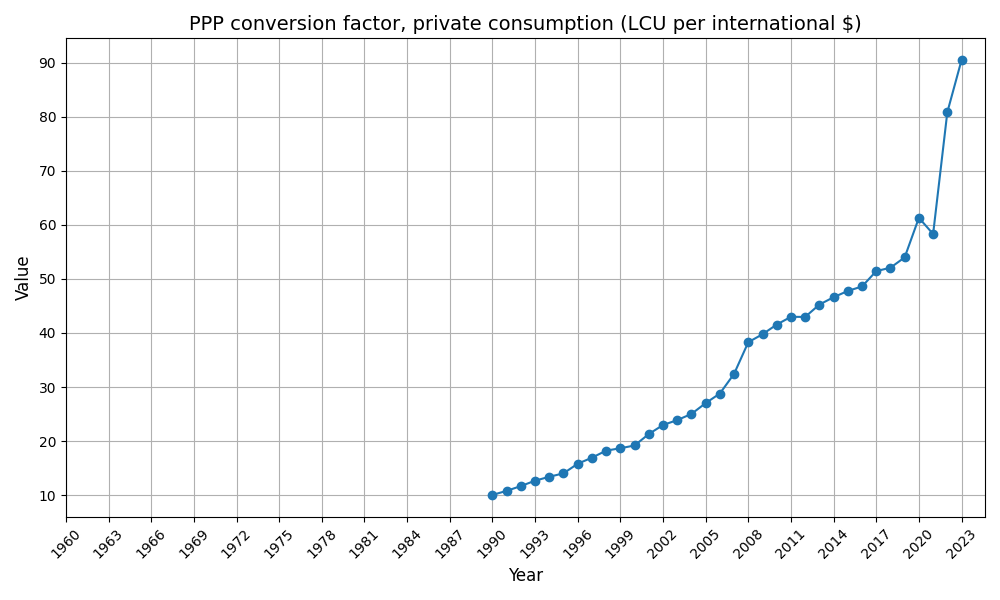 PPP conversion factor, private consumption (LCU per international $)
90
80
70
60
50
40
30
20
10
Value
1960 1963 1966 1969 1972 1975 1978 1981 1984 1987 1990 1993 1996 1999 2002 2005 2008 2011 2014 2017 2020 2023
Year